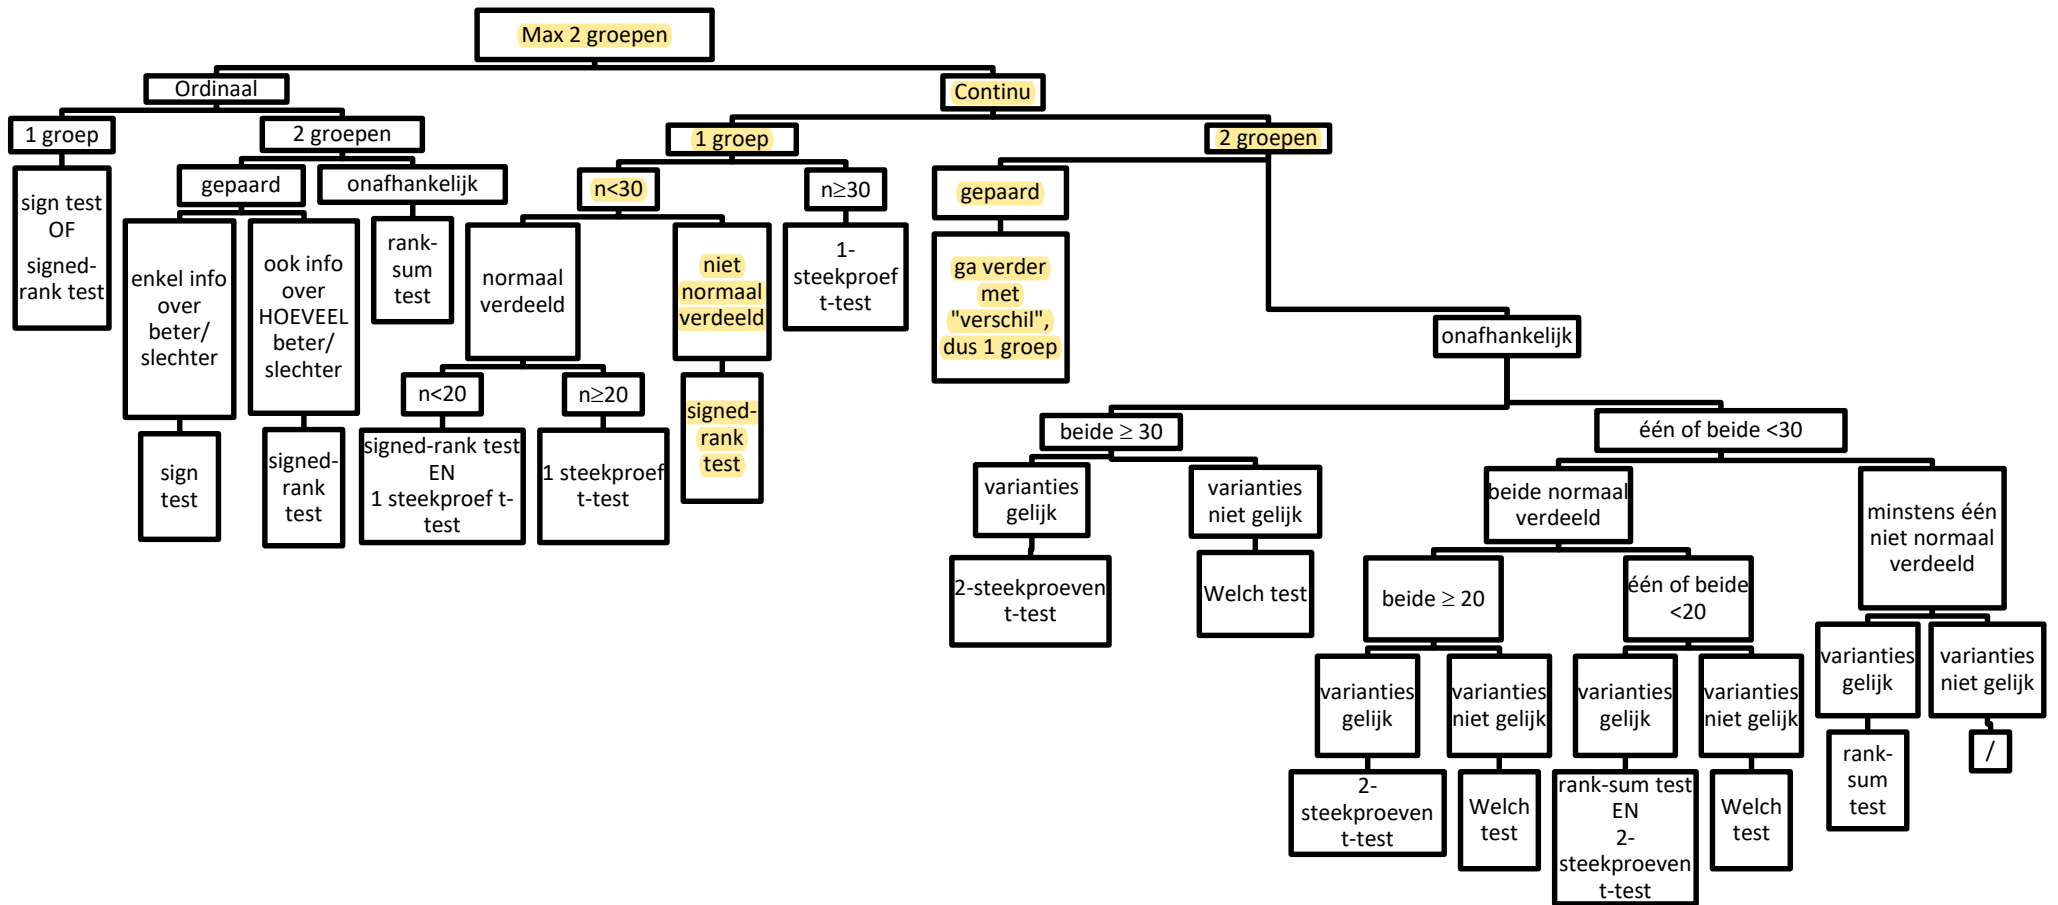 Max 2 groepen
Ordinaal
Continu
1 groep
2 groepen
1 groep
2 groepen
gepaard
onafhankelijk
n<30
n≥30
gepaard
sign test
OF
signed-
rank test
enkel info
over
beter/
slechter
ook info
over
HOEVEEL
beter/
slechter
rank-
sum
test
normaal
verdeeld
niet
normaal
verdeeld
1-
steekproef
t-test
ga verder
met
"verschil",
dus 1 groep
onafhankelijk
n<20
n≥20
sign
test
signed-
rank
test
signed-rank test
EN
1 steekproef t-
test
1 steekproef
t-test
signed-
rank
test
beide ≥ 30
één of beide <30
varianties
gelijk
varianties
niet gelijk
beide normaal
verdeeld
minstens één
niet normaal
verdeeld
2-steekproeven
t-test
Welch test
beide ≥ 20
één of beide
<20
varianties
gelijk
varianties
niet gelijk
varianties
gelijk
varianties
niet gelijk
varianties
gelijk
varianties
niet gelijk
2-
steekproeven
t-test
Welch
test
rank-sum test
EN
2-
steekproeven
t-test
Welch
test
rank-
sum
test
/